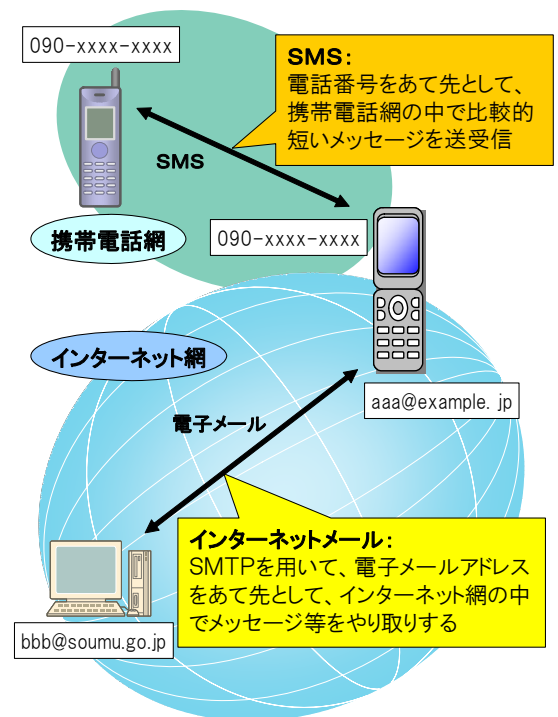 090-xxxx-xxxx
SMS：
電話番号をあて先として、
携帯電話網の中で比較的
短いメッセージを送受信
SMS
携帯電話網
090-xxxx-xxxx
インターネット網
aaa@example. jp
電子メール
インターネットメール：
SMTPを用いて、電子メールアドレス
をあて先として、インターネット網の中
でメッセージ等をやり取りする
bbb@soumu.go.jp